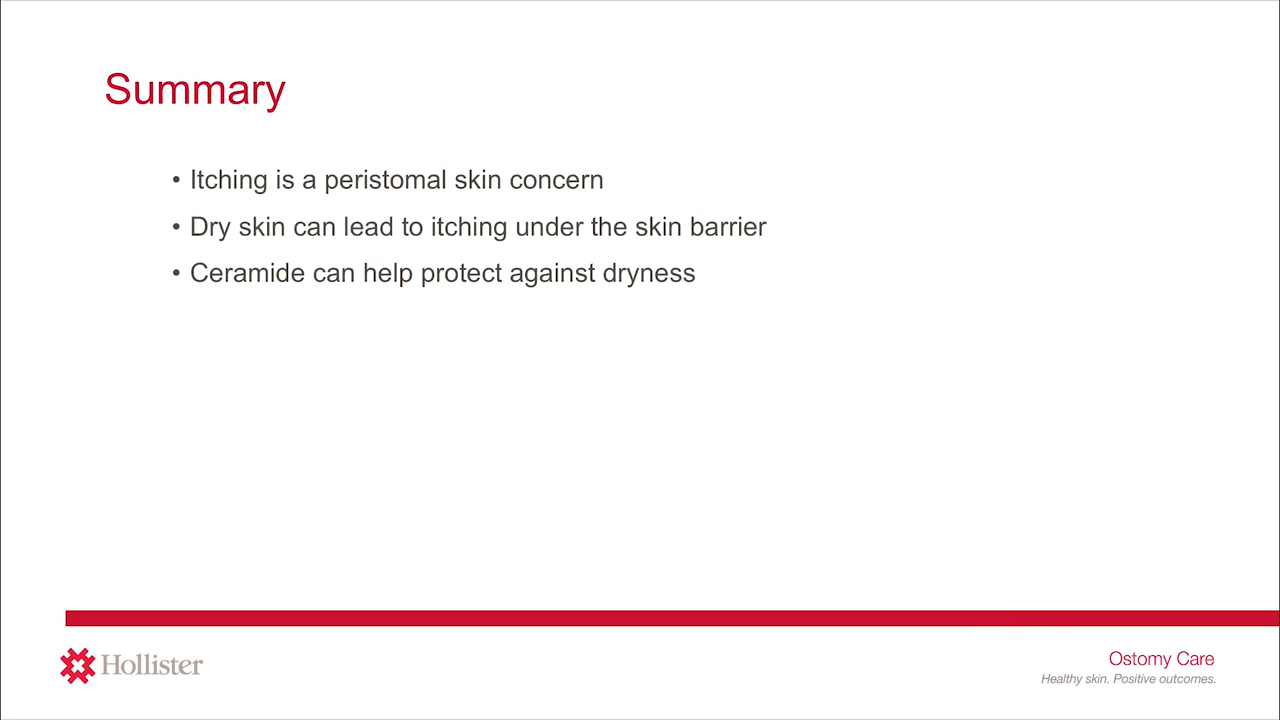 Summary
• Itching is a peristomal skin concern
• Dry skin can lead to itching under the skin barrier
• Ceramide can help protect against dryness
Hollister
Ostomy Care
Healthy skin. Positive outcomes.